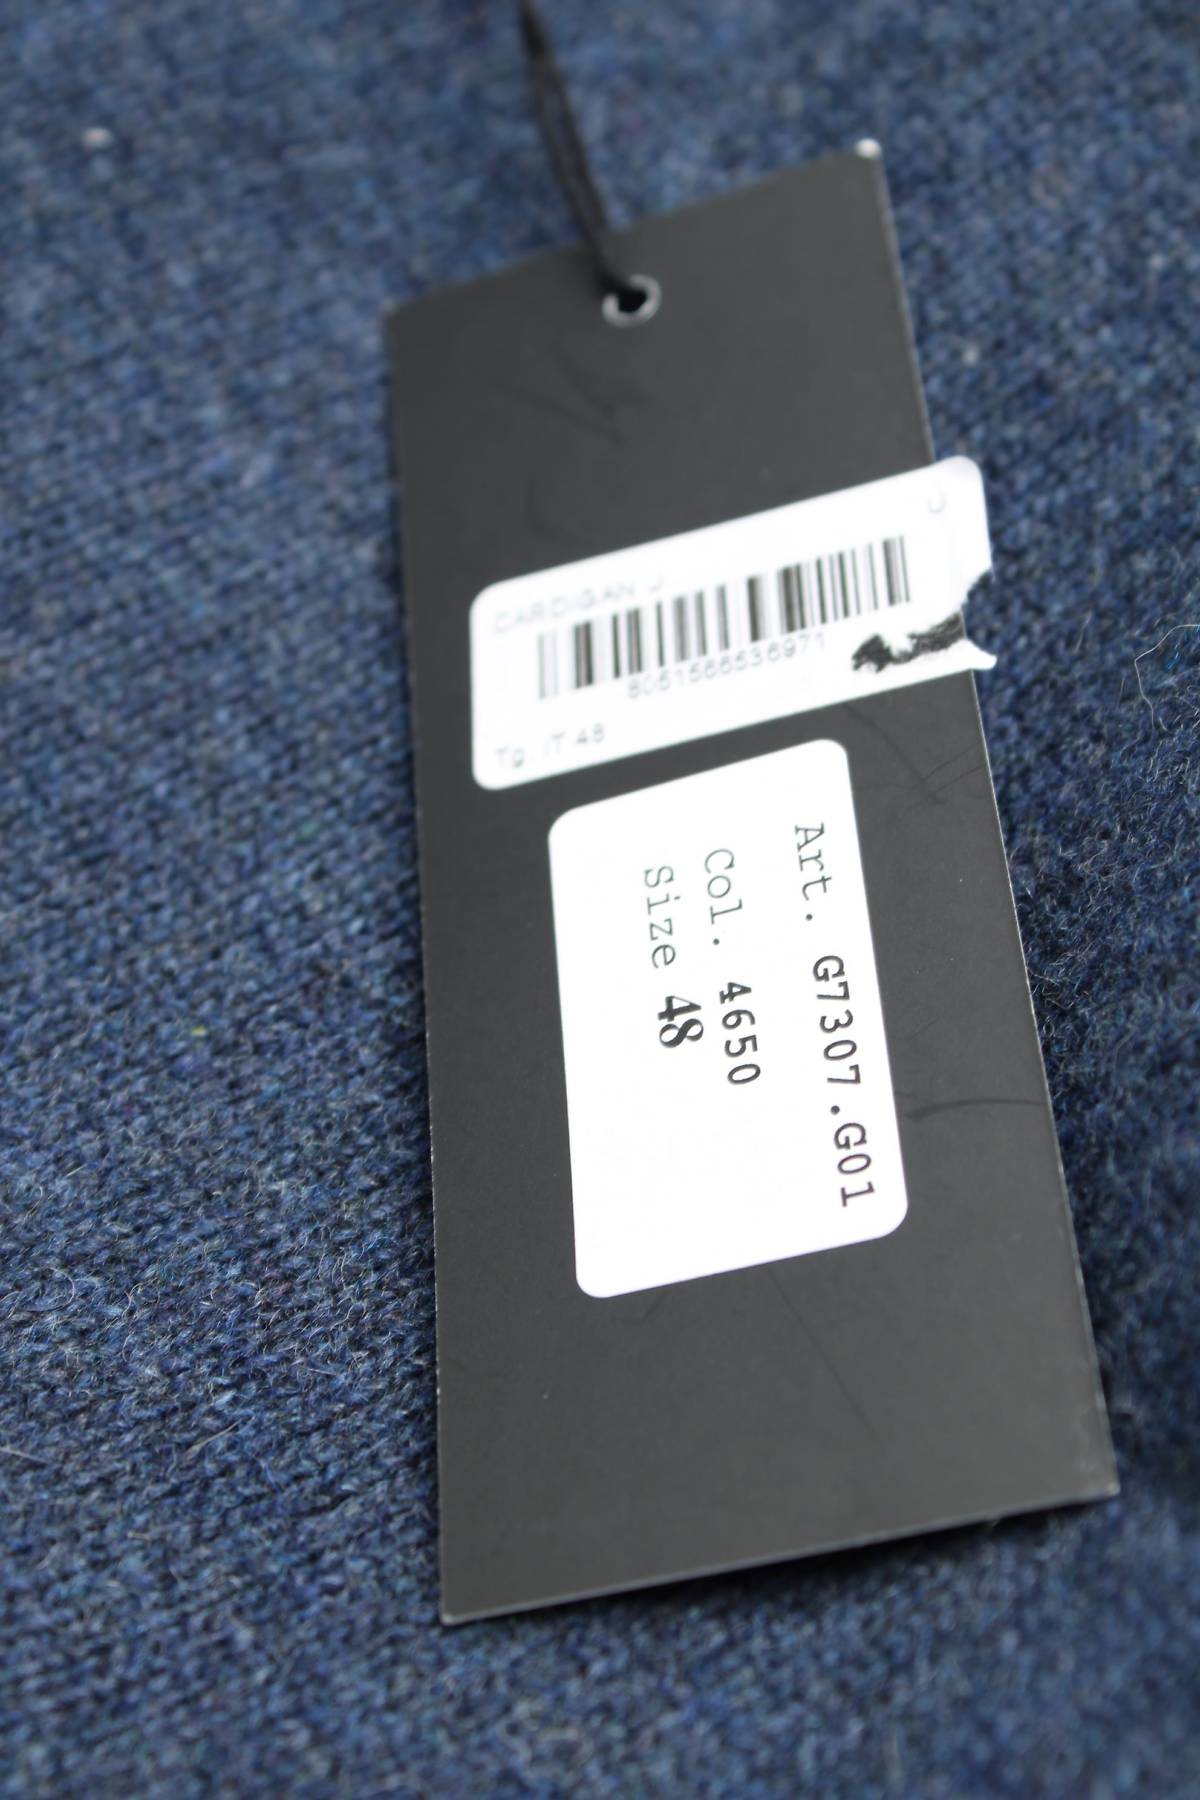 CARDIGAN J
8051566536971
Tg. IT 48
Art. G7307.G01
Col. 4650
Size 48